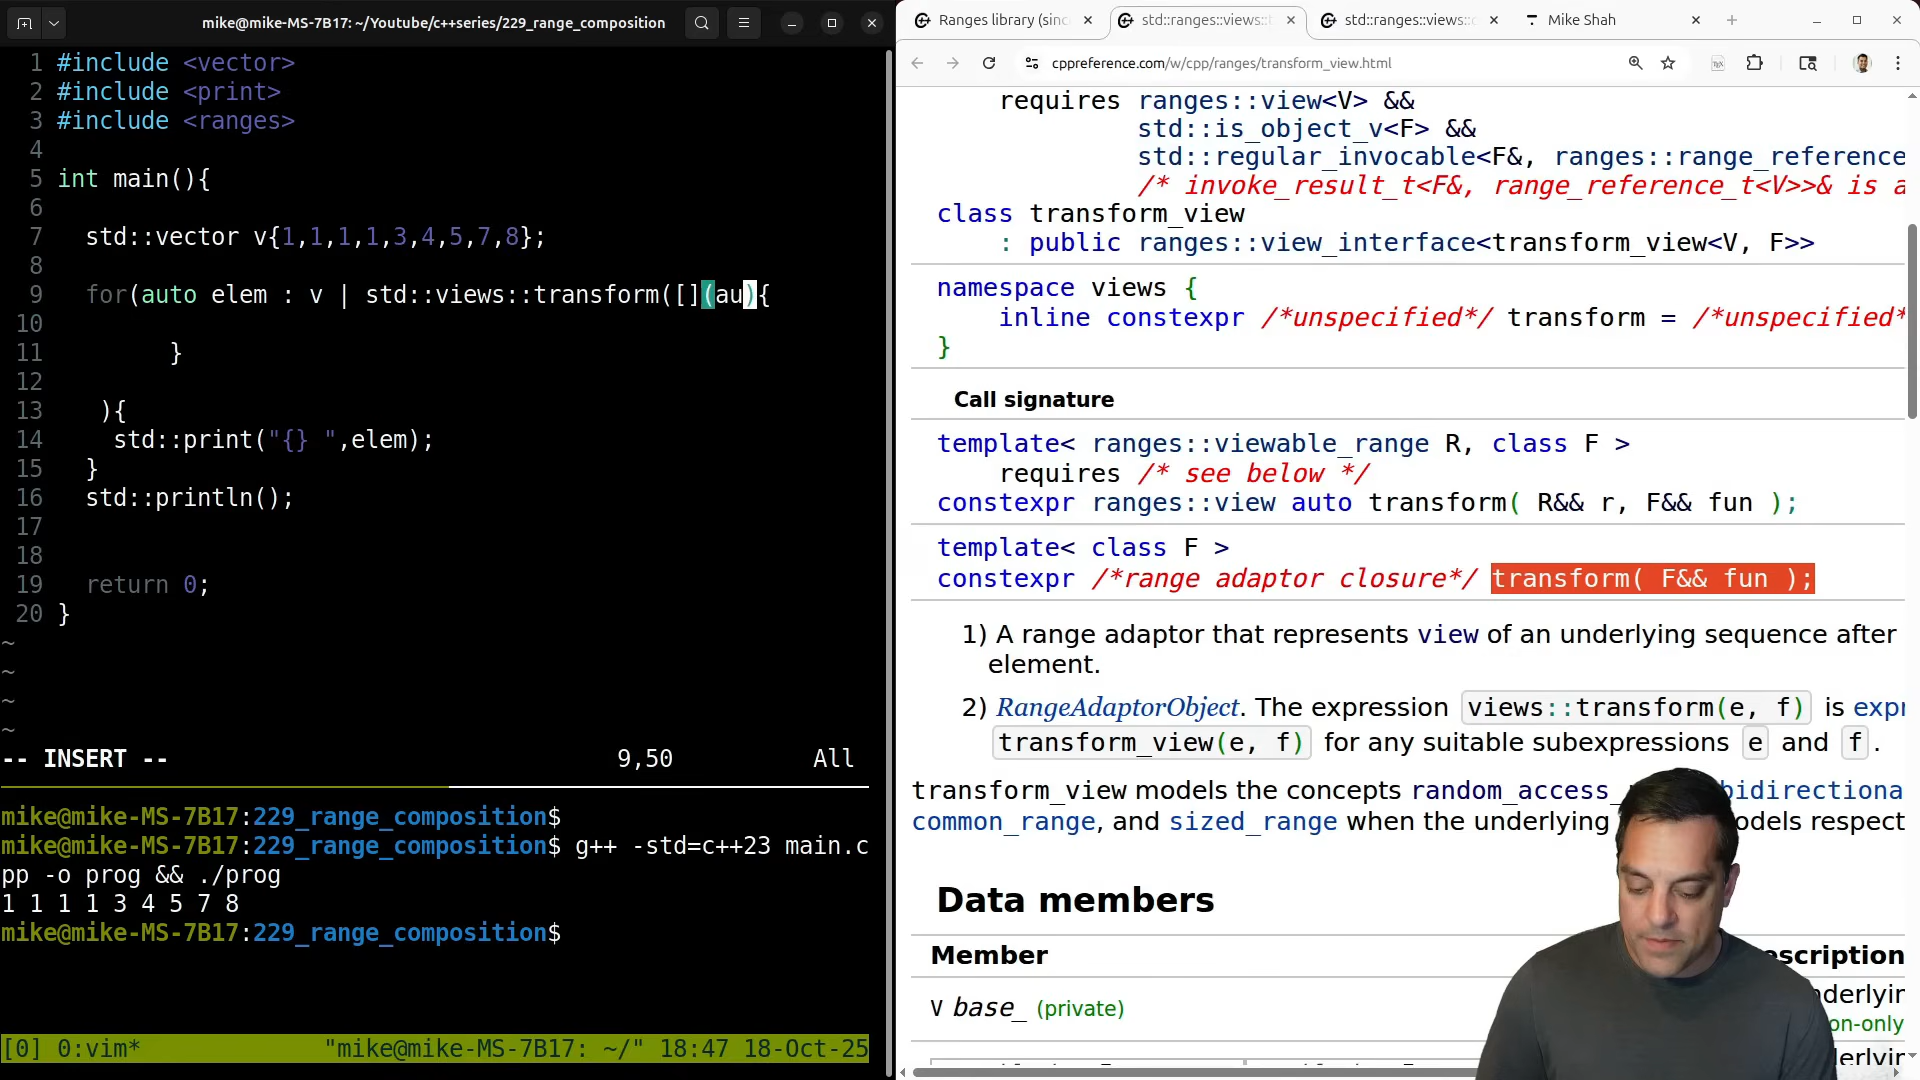 mike@mike-MS-7B17: ~/Youtube/c++series/229_range_composition
1 #include <vector>
2 #include <print>
3 #include <ranges>
4
5 int main(){
6
7 std::vector v{1,1,1,1,3,4,5,7,8};
8
9 for(auto elem : v | std::views::transform([](au){
10
11 }
12
13 ){
14 std::print("{} ",elem);
15 }
16 std::println();
17
18
19 return 0;
20 }
~
~
~
~
-- INSERT -- 9,50 All
mike@mike-MS-7B17:229_range_composition$
mike@mike-MS-7B17:229_range_composition$ g++ -std=c++23 main.c
pp -o prog && ./prog
1 1 1 1 3 4 5 7 8
mike@mike-MS-7B17:229_range_composition$
[0] 0:vim* "mike@mike-MS-7B17: ~/" 18:47 18-Oct-25
Ranges library (sinc
std::ranges::views::
std::ranges::views::
Mike Shah
cppreference.com/w/cpp/ranges/transform_view.html
requires ranges::view<V> &&
std::is_object_v<F> &&
std::regular_invocable<F&, ranges::range_reference
/* invoke_result_t<F&, range_reference_t<V>>& is a
class transform_view
: public ranges::view_interface<transform_view<V, F>>
namespace views {
inline constexpr /*unspecified*/ transform = /*unspecified*
}
Call signature
template< ranges::viewable_range R, class F >
requires /* see below */
constexpr ranges::view auto transform( R&& r, F&& fun );
template< class F >
constexpr /*range adaptor closure*/ transform( F&& fun );
1) A range adaptor that represents view of an underlying sequence after
element.
2) RangeAdaptorObject. The expression views::transform(e, f) is expr
transform_view(e, f) for any suitable subexpressions e and f.
transform_view models the concepts random_access_ bidirectional
common_range, and sized_range when the underlying odels respect
Data members
Member escription
V base_ (private) nderlyin
on-only
nderlyin